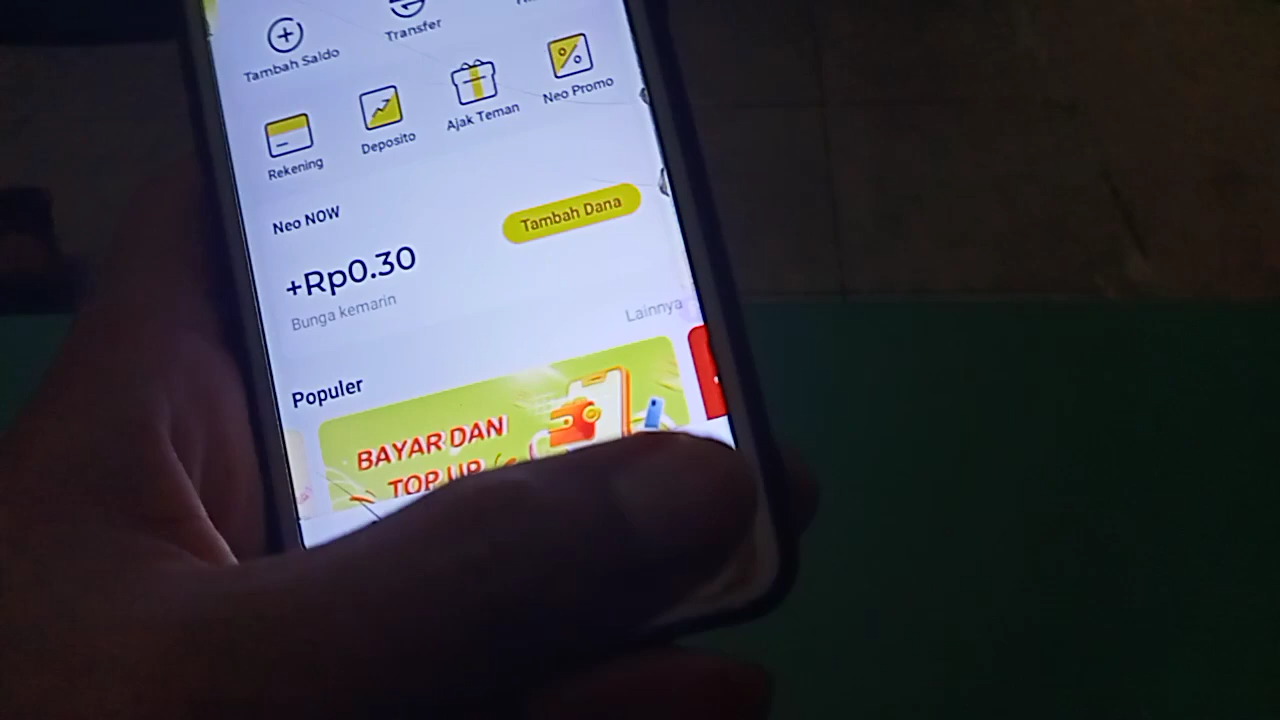 Tambah Saldo
Transfer
Rekening
Deposito
Ajak Teman
Neo Promo
Neo NOW
Tambah Dana
+Rp0.30
Bunga kemarin
Lainnya
Populer
BAYAR DAN
TOP UP